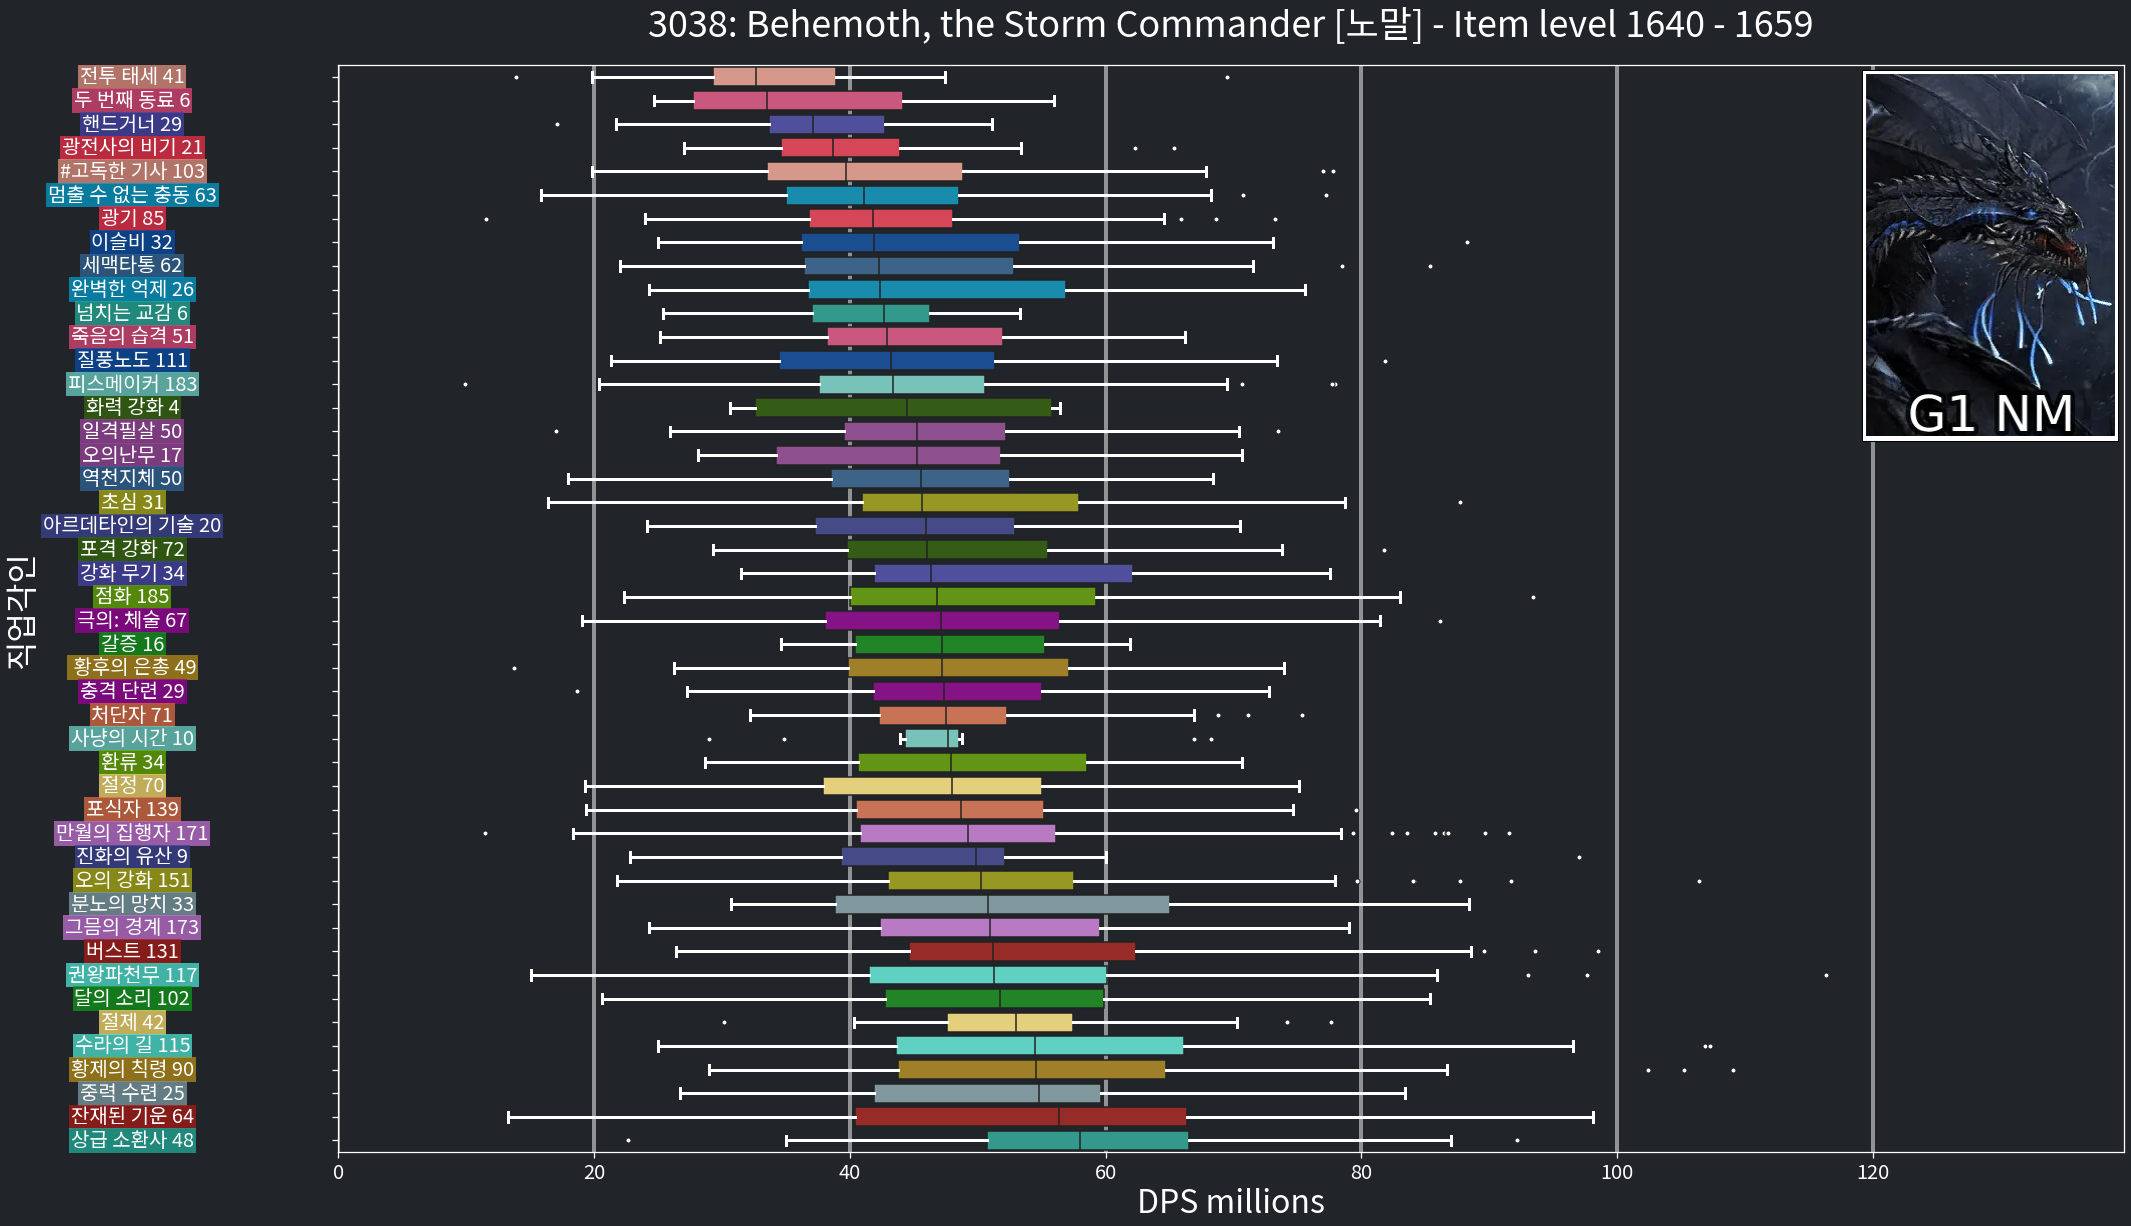 3038: Behemoth, the Storm Commander [노말] - Item level 1640 - 1659
전투 태세 41
두 번째 동료 6
핸드거너 29
광전사의 비기 21
#고독한 기사 103
멈출 수 없는 충동 63
광기 85
이슬비 32
세맥타통 62
완벽한 억제 26
넘치는 교감 6
죽음의 습격 51
질풍노도 111
피스메이커 183
화력 강화 4
일격필살 50
오의난무 17
역천지체 50
초심 31
아르데타인의 기술 20
포격 강화 72
강화 무기 34
점화 185
극의: 체술 67
갈증 16
황후의 은총 49
충격 단련 29
처단자 71
사냥의 시간 10
환류 34
절정 70
포식자 139
만월의 집행자 171
진화의 유산 9
오의 강화 151
분노의 망치 33
그믐의 경계 173
버스트 131
권왕파천무 117
달의 소리 102
절제 42
수라의 길 115
황제의 칙령 90
중력 수련 25
잔재된 기운 64
상급 소환사 48
직업각인
G1 NM
0 20 40 60 80 100 120
DPS millions